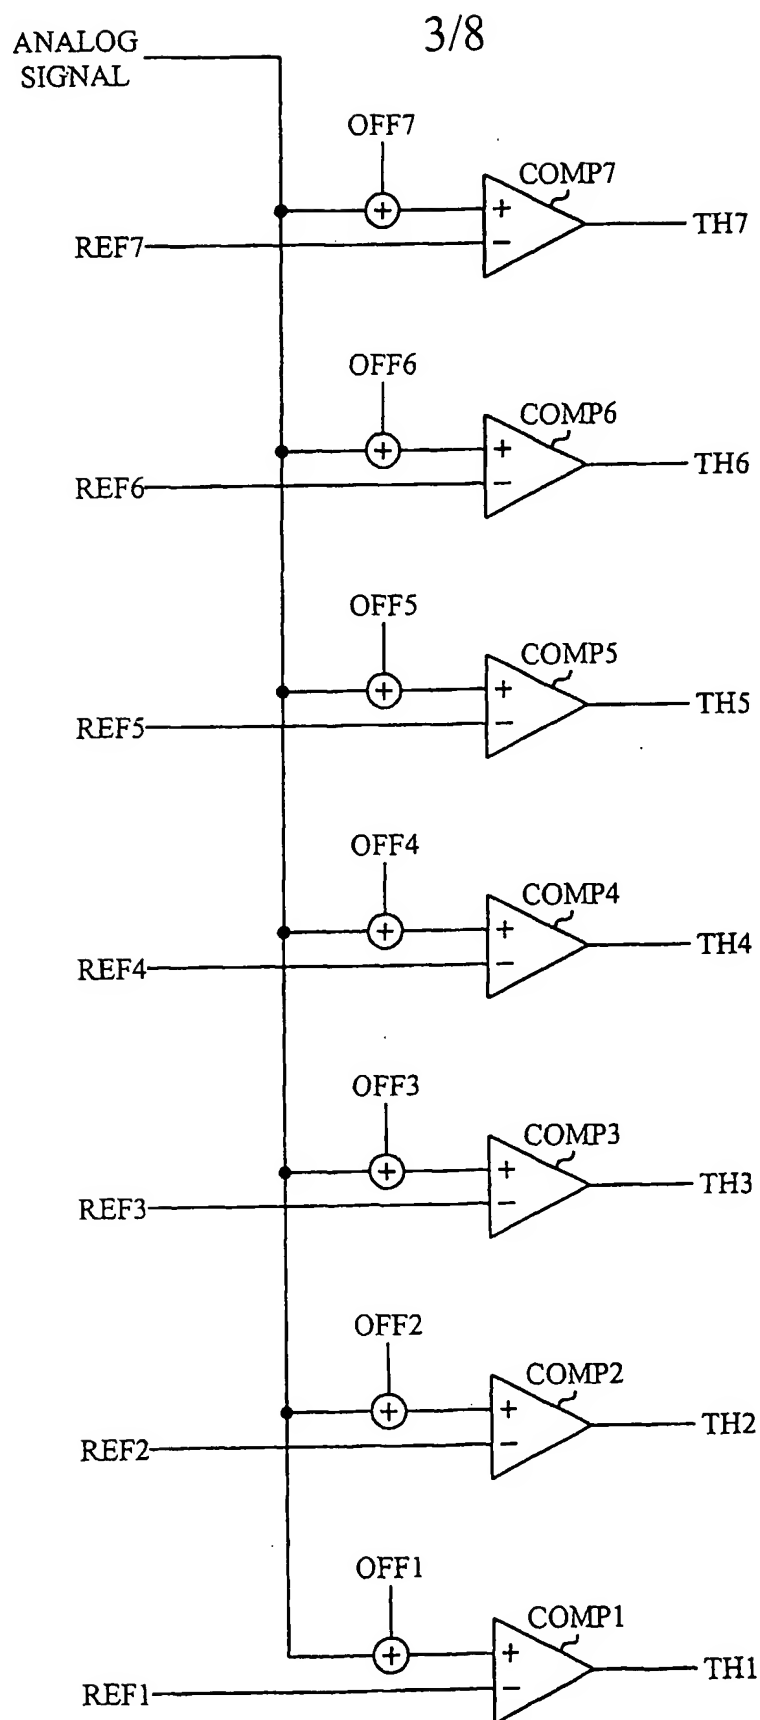 3/8
ANALOG
SIGNAL
OFF7
COMP7
+
+
−
REF7
TH7
OFF6
COMP6
+
+
−
REF6
TH6
OFF5
COMP5
+
+
−
REF5
TH5
OFF4
COMP4
+
+
−
REF4
TH4
OFF3
COMP3
+
+
−
REF3
TH3
OFF2
COMP2
+
+
−
REF2
TH2
OFF1
COMP1
+
+
−
REF1
TH1